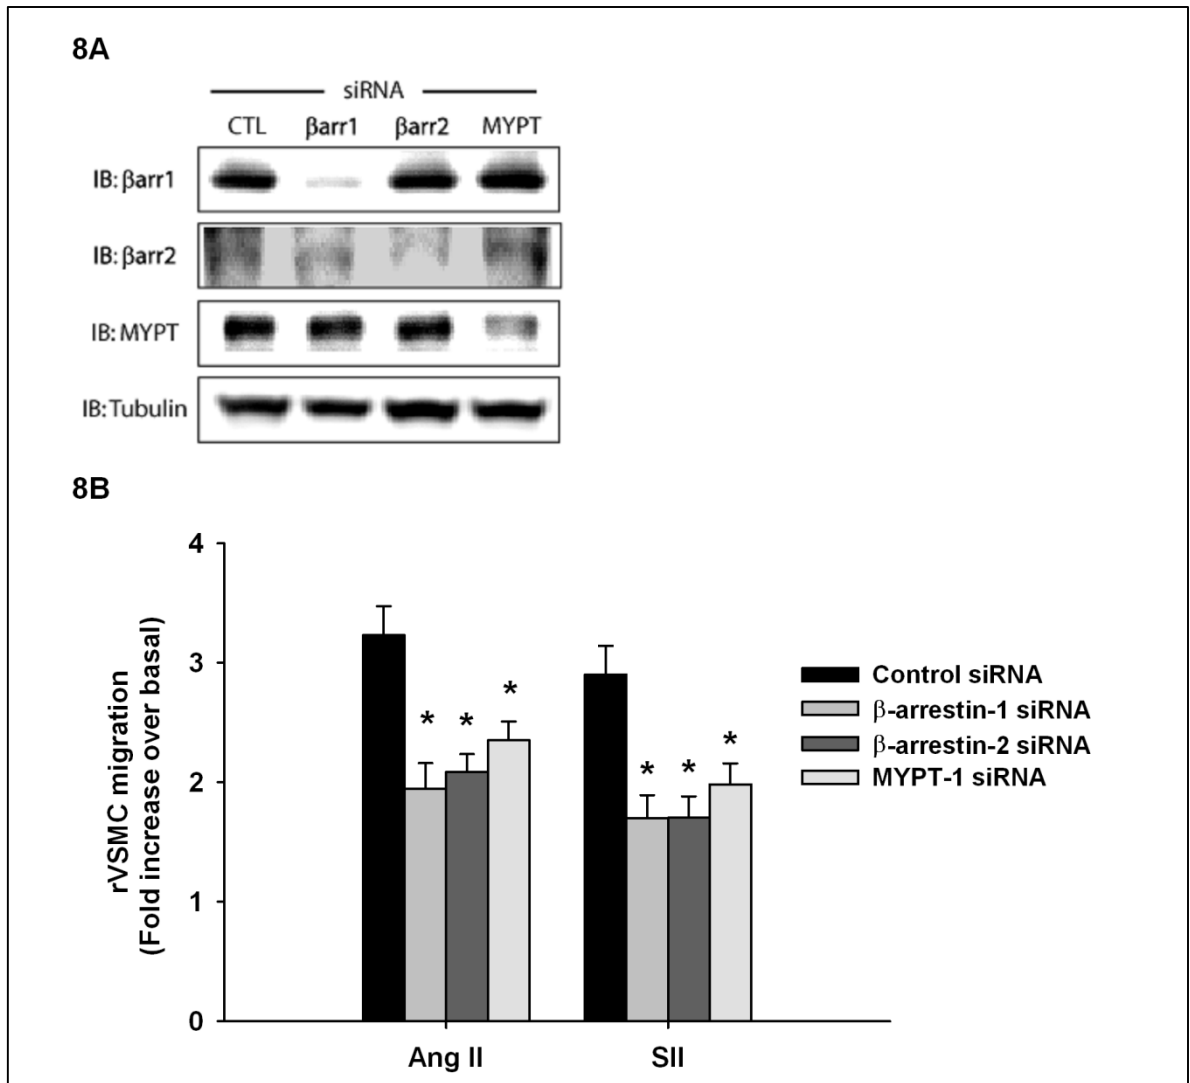 8A
siRNA
CTL βarr1 βarr2 MYPT
IB: βarr1
IB: βarr2
IB: MYPT
IB: Tubulin
8B
rVSMC migration
(Fold increase over basal)
4
3
2
1
0
* * *
* * *
Ang II SII
Control siRNA
β-arrestin-1 siRNA
β-arrestin-2 siRNA
MYPT-1 siRNA